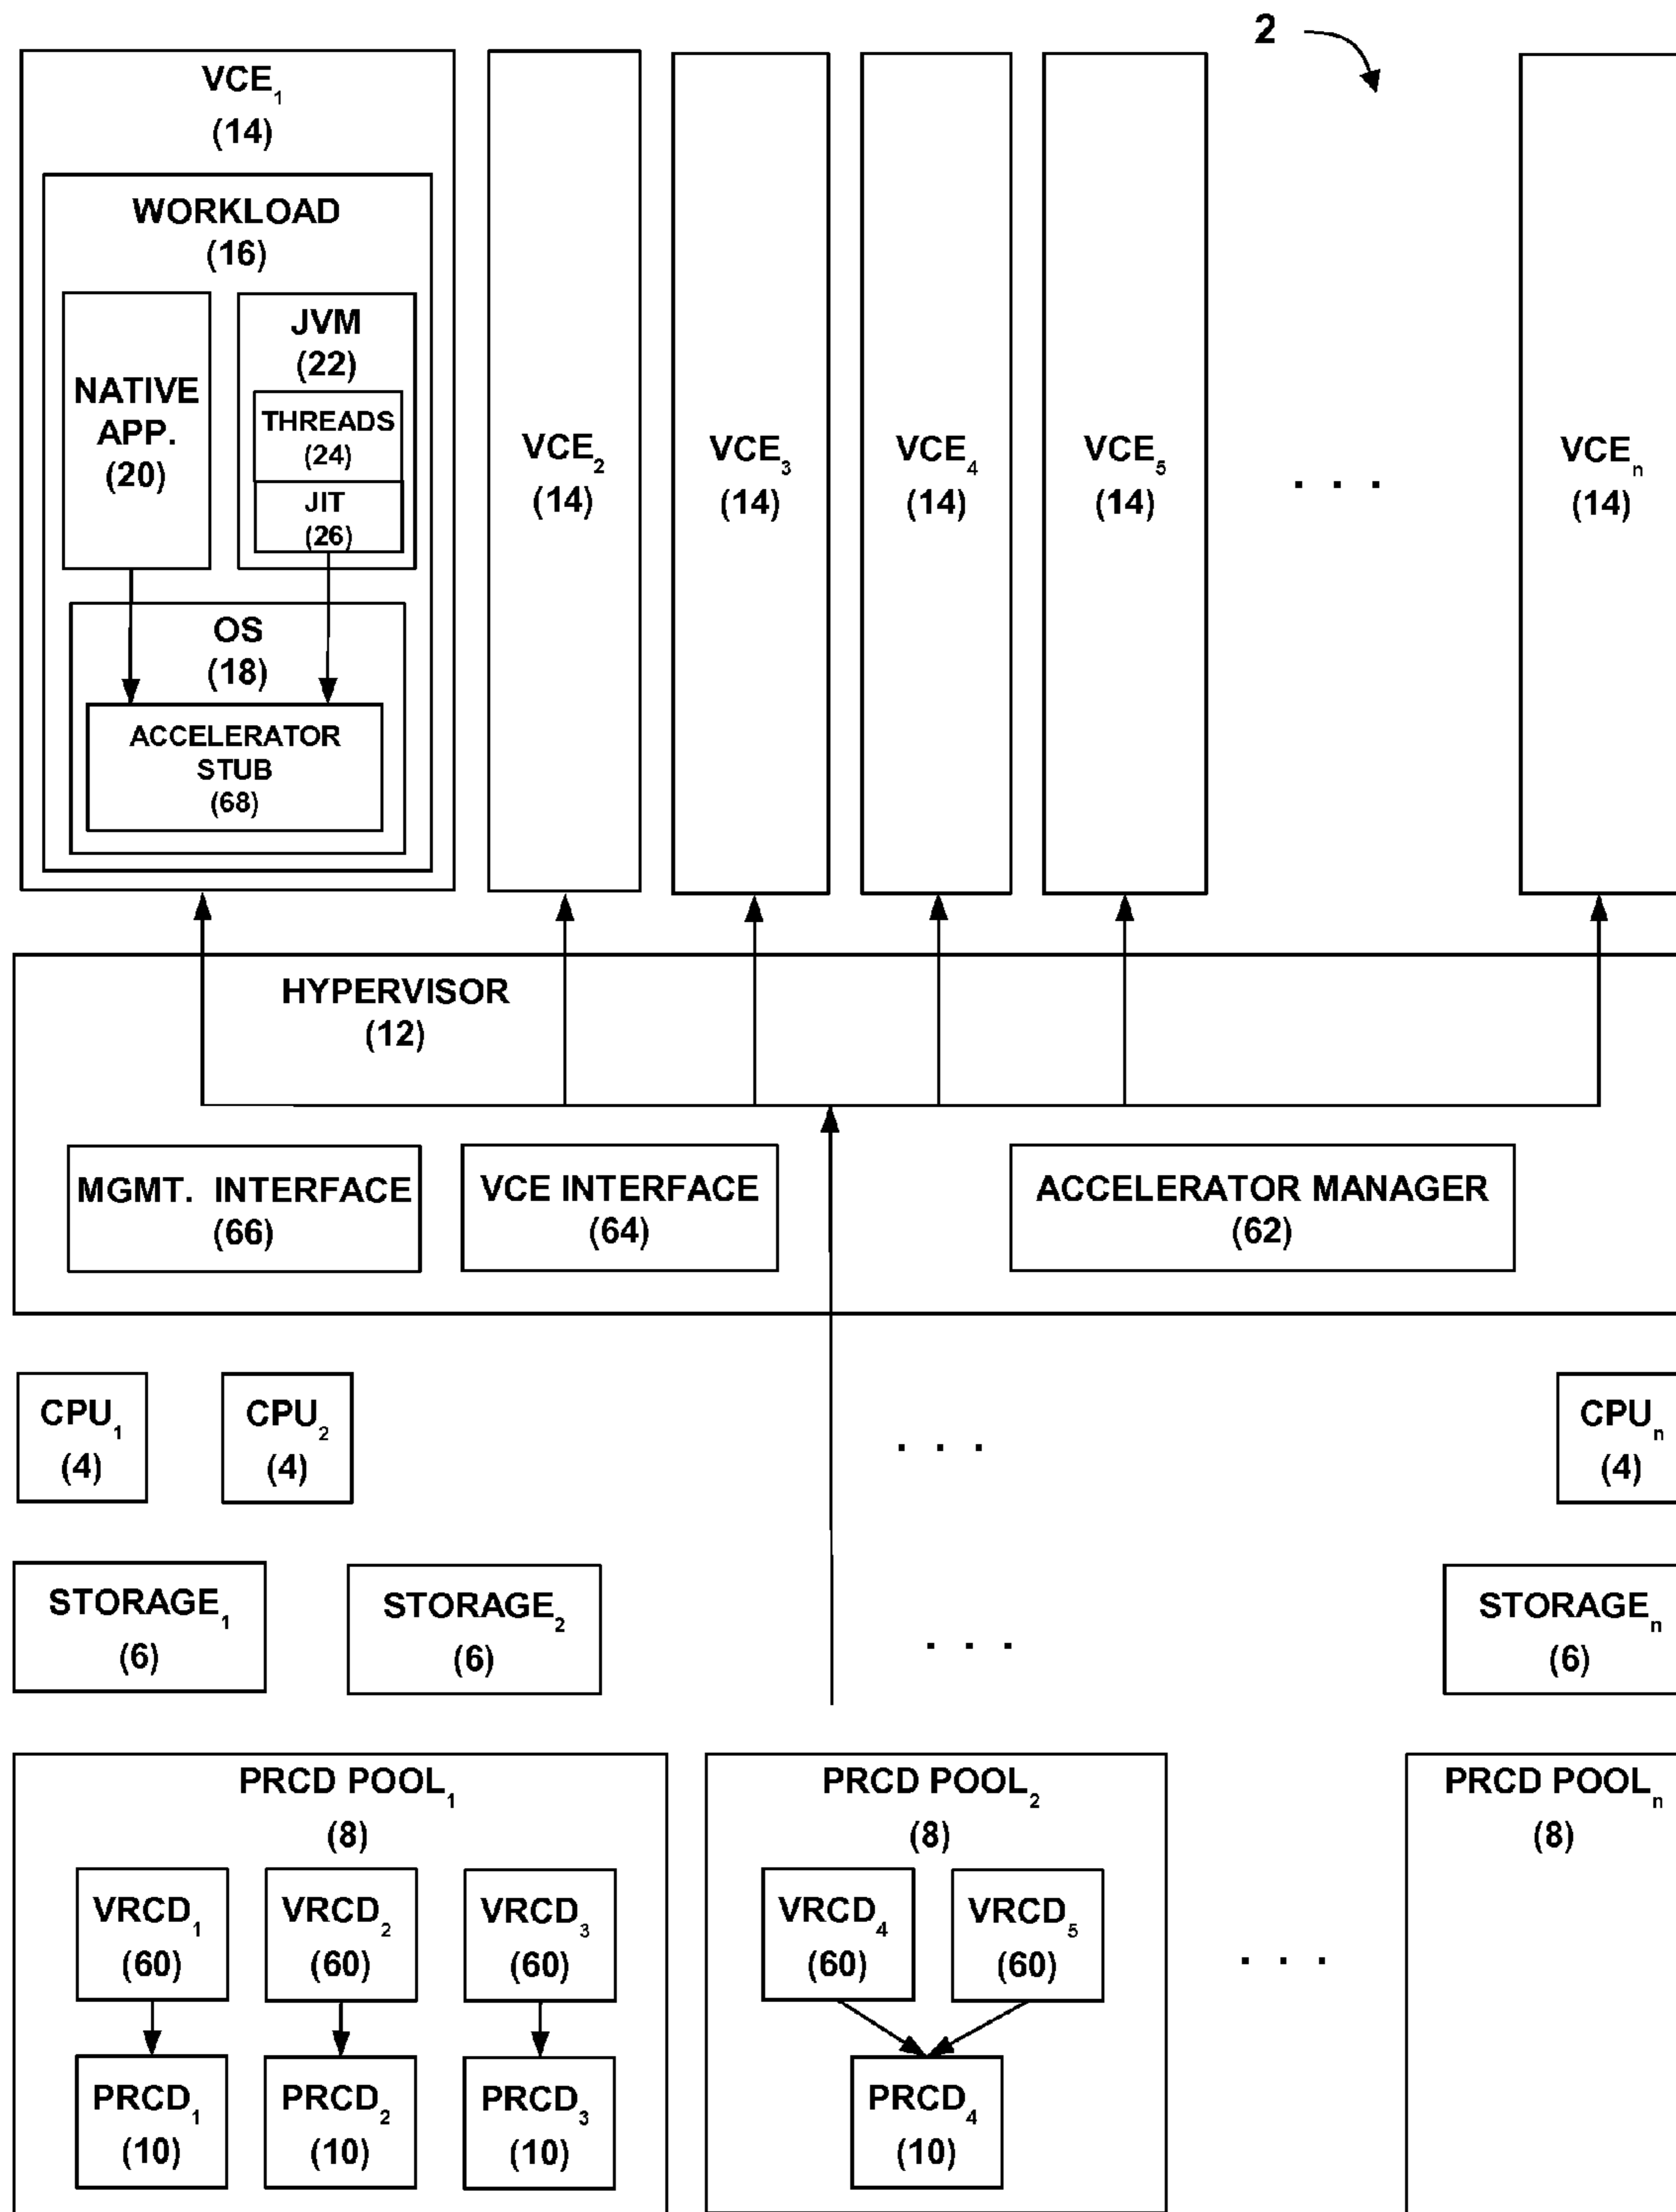 2
VCE₁
(14)
WORKLOAD
(16)
NATIVE
APP.
(20)
JVM
(22)
THREADS
(24)
JIT
(26)
OS
(18)
ACCELERATOR
STUB
(68)
VCE₂
(14)
VCE₃
(14)
VCE₄
(14)
VCE₅
(14)
. . .
VCEₙ
(14)
HYPERVISOR
(12)
MGMT. INTERFACE
(66)
VCE INTERFACE
(64)
ACCELERATOR MANAGER
(62)
CPU₁
(4)
CPU₂
(4)
. . .
CPUₙ
(4)
STORAGE₁
(6)
STORAGE₂
(6)
. . .
STORAGEₙ
(6)
PRCD POOL₁
(8)
VRCD₁
(60)
VRCD₂
(60)
VRCD₃
(60)
PRCD₁
(10)
PRCD₂
(10)
PRCD₃
(10)
PRCD POOL₂
(8)
VRCD₄
(60)
VRCD₅
(60)
PRCD₄
(10)
. . .
PRCD POOLₙ
(8)